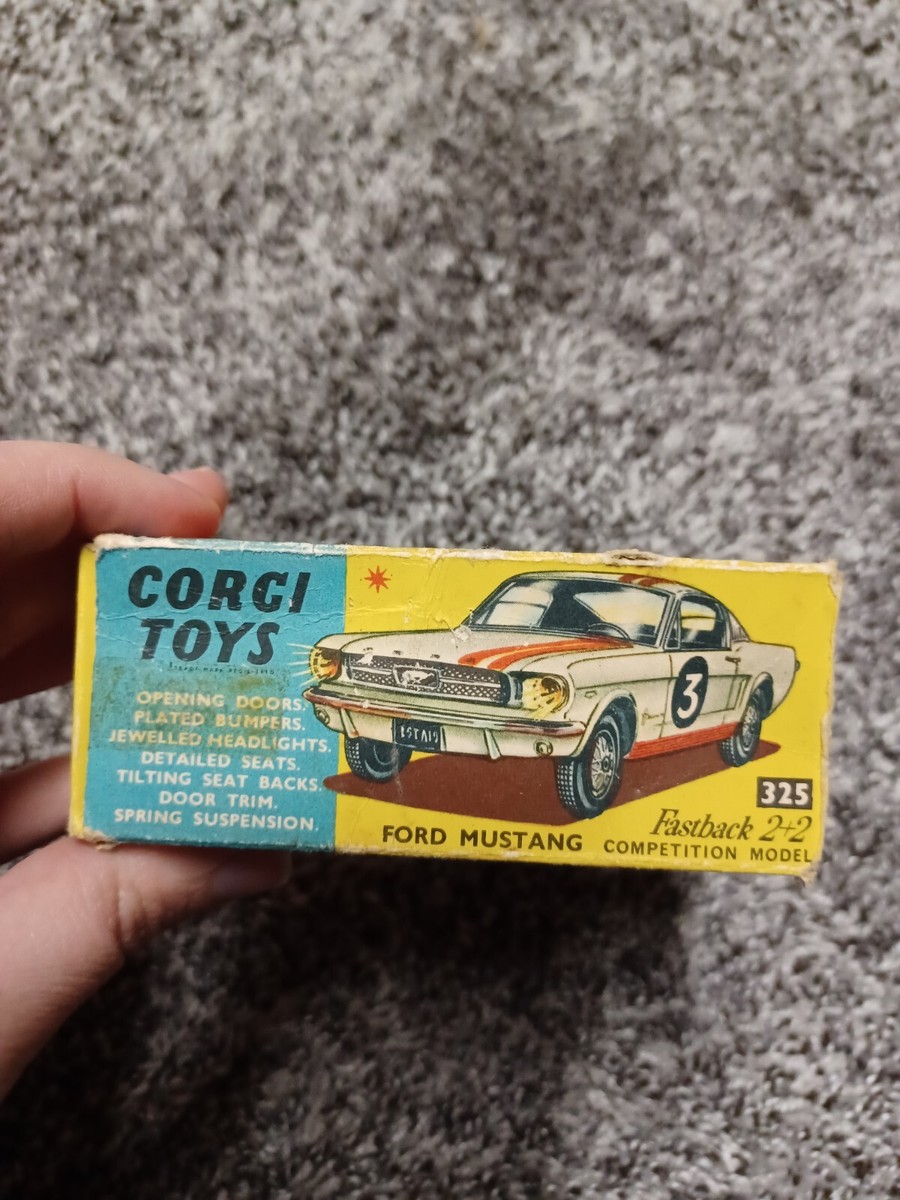 CORGI
TOYS
OPENING DOORS.
PLATED BUMPERS.
JEWELLED HEADLIGHTS.
DETAILED SEATS.
TILTING SEAT BACKS.
DOOR TRIM.
SPRING SUSPENSION.
3
325
FORD MUSTANG
Fastback 2+2
COMPETITION MODEL